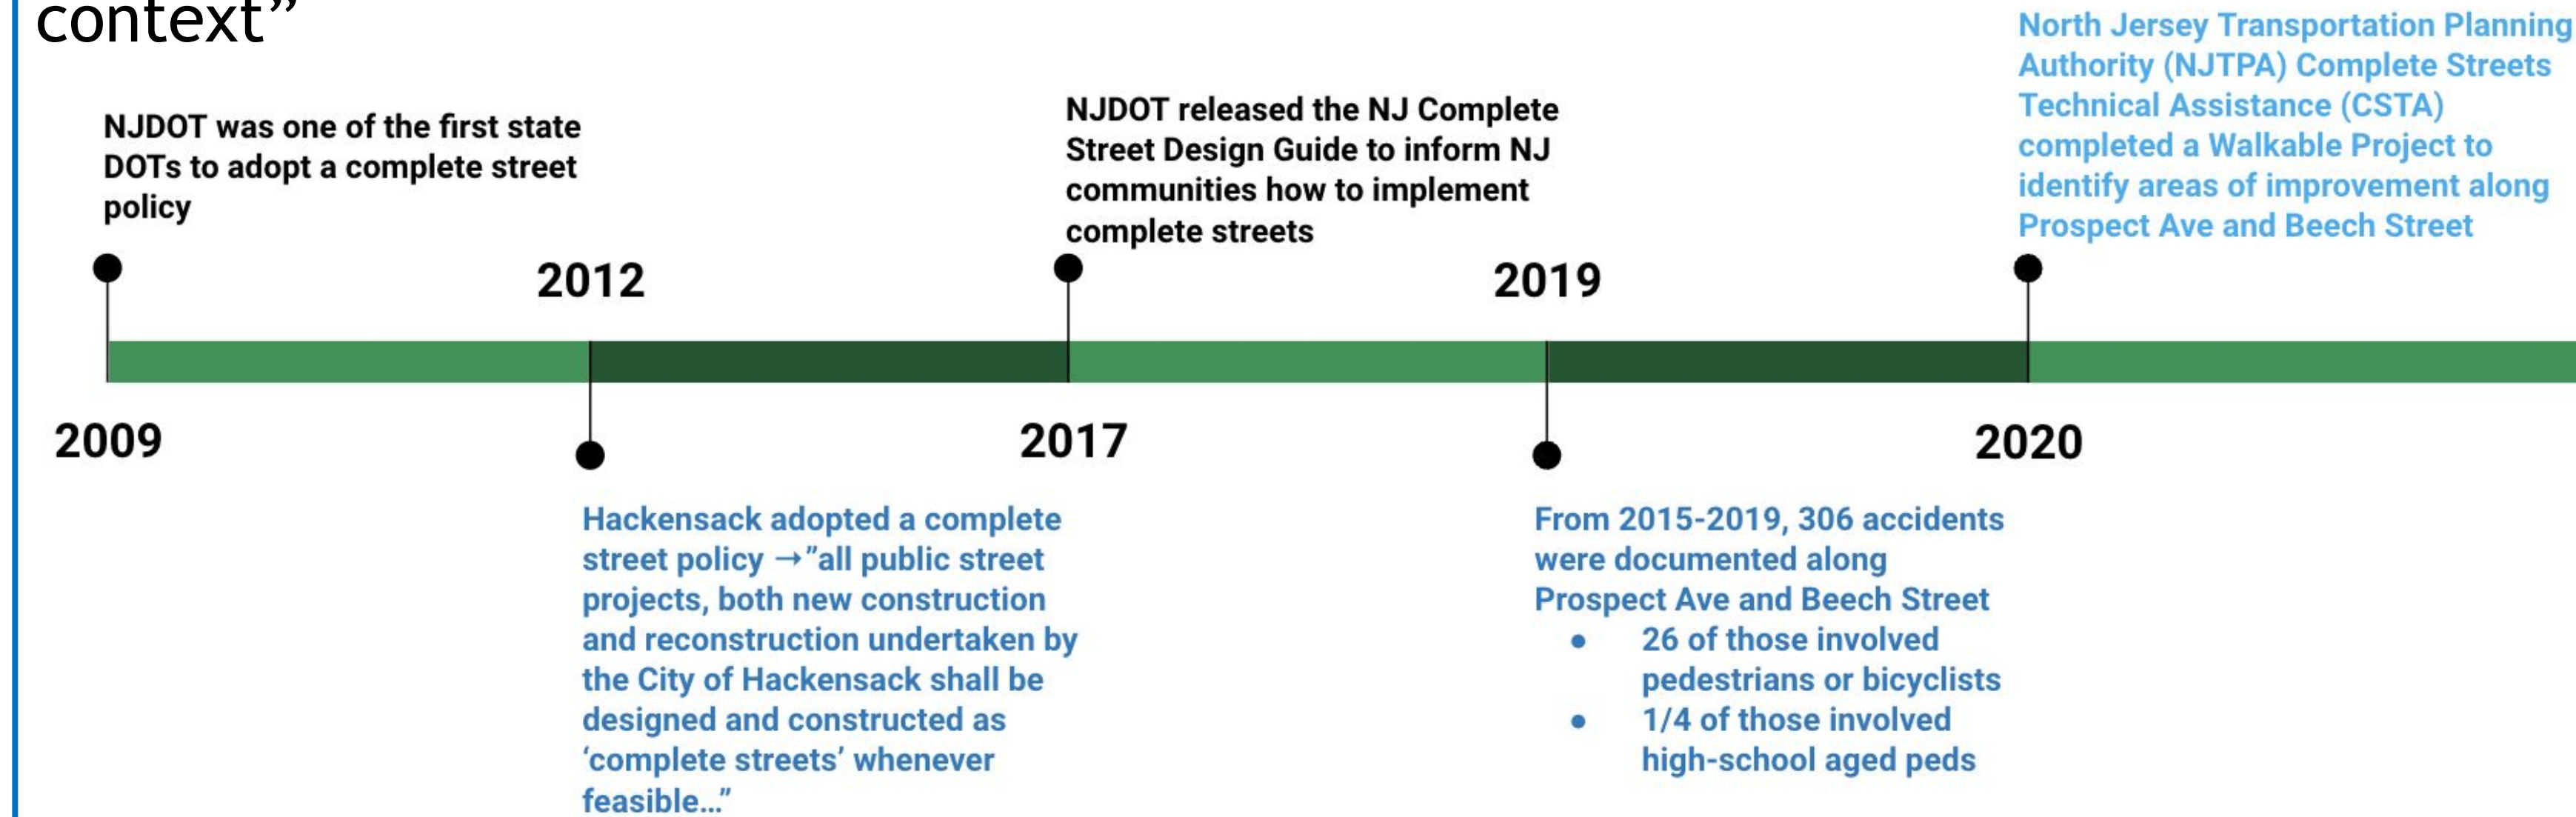 context”
NJDOT was one of the first state
DOTs to adopt a complete street
policy
2009
2012
Hackensack adopted a complete
street policy →”all public street
projects, both new construction
and reconstruction undertaken by
the City of Hackensack shall be
designed and constructed as
‘complete streets’ whenever
feasible...”
NJDOT released the NJ Complete
Street Design Guide to inform NJ
communities how to implement
complete streets
2017
2019
From 2015-2019, 306 accidents
were documented along
Prospect Ave and Beech Street
● 26 of those involved
pedestrians or bicyclists
● 1/4 of those involved
high-school aged peds
North Jersey Transportation Planning
Authority (NJTPA) Complete Streets
Technical Assistance (CSTA)
completed a Walkable Project to
identify areas of improvement along
Prospect Ave and Beech Street
2020